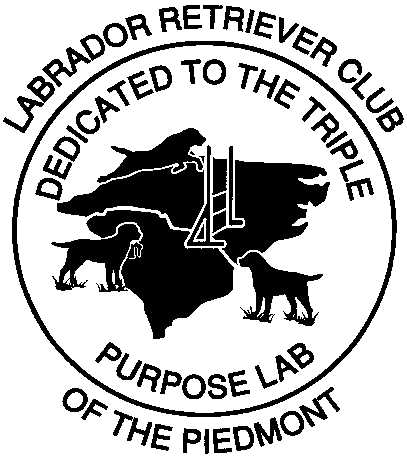 LABRADOR RETRIEVER CLUB
DEDICATED TO THE TRIPLE
PURPOSE LAB
OF THE PIEDMONT